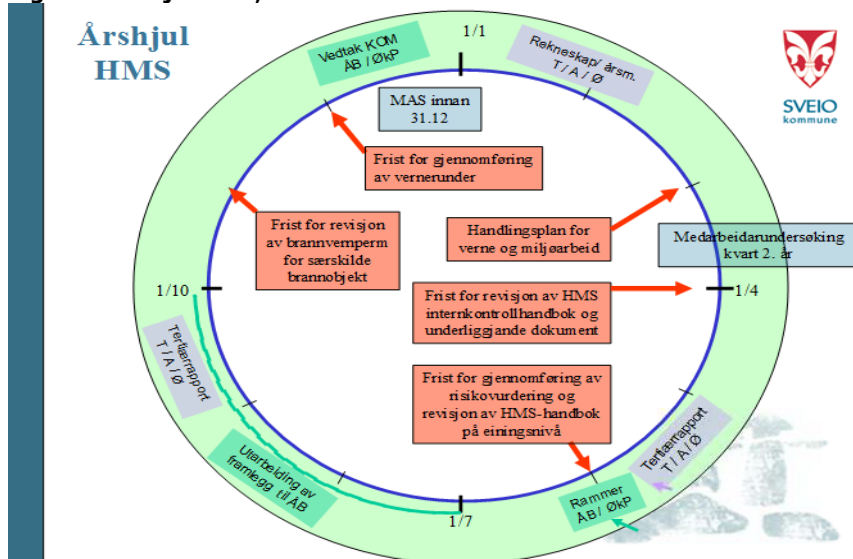 Årshjul
HMS
1/1
Vedtak KOM
ÅB / ØkP
Rekneskap/ årsm.
T / A / Ø
SVEIO
kommune
MAS innan
31.12
Frist for gjennomføring
av vernerunder
Frist for revisjon
av brannvernperm
for særskilde
brannobjekt
Handlingsplan for
verne og miljøarbeid
Medarbeidarundersøking
kvart 2. år
1/10
1/4
Frist for revisjon av HMS
internkontrollhandbok og
underliggjande dokument
Tertiærrapport
T / A / Ø
Frist for gjennomføring av
risikovurdering og
revisjon av HMS-handbok
på einingsnivå
Tertiærrapport
T / A / Ø
Utarbeiding av
framlegg til ÅB
Rammer
ÅB/ ØkP
1/7